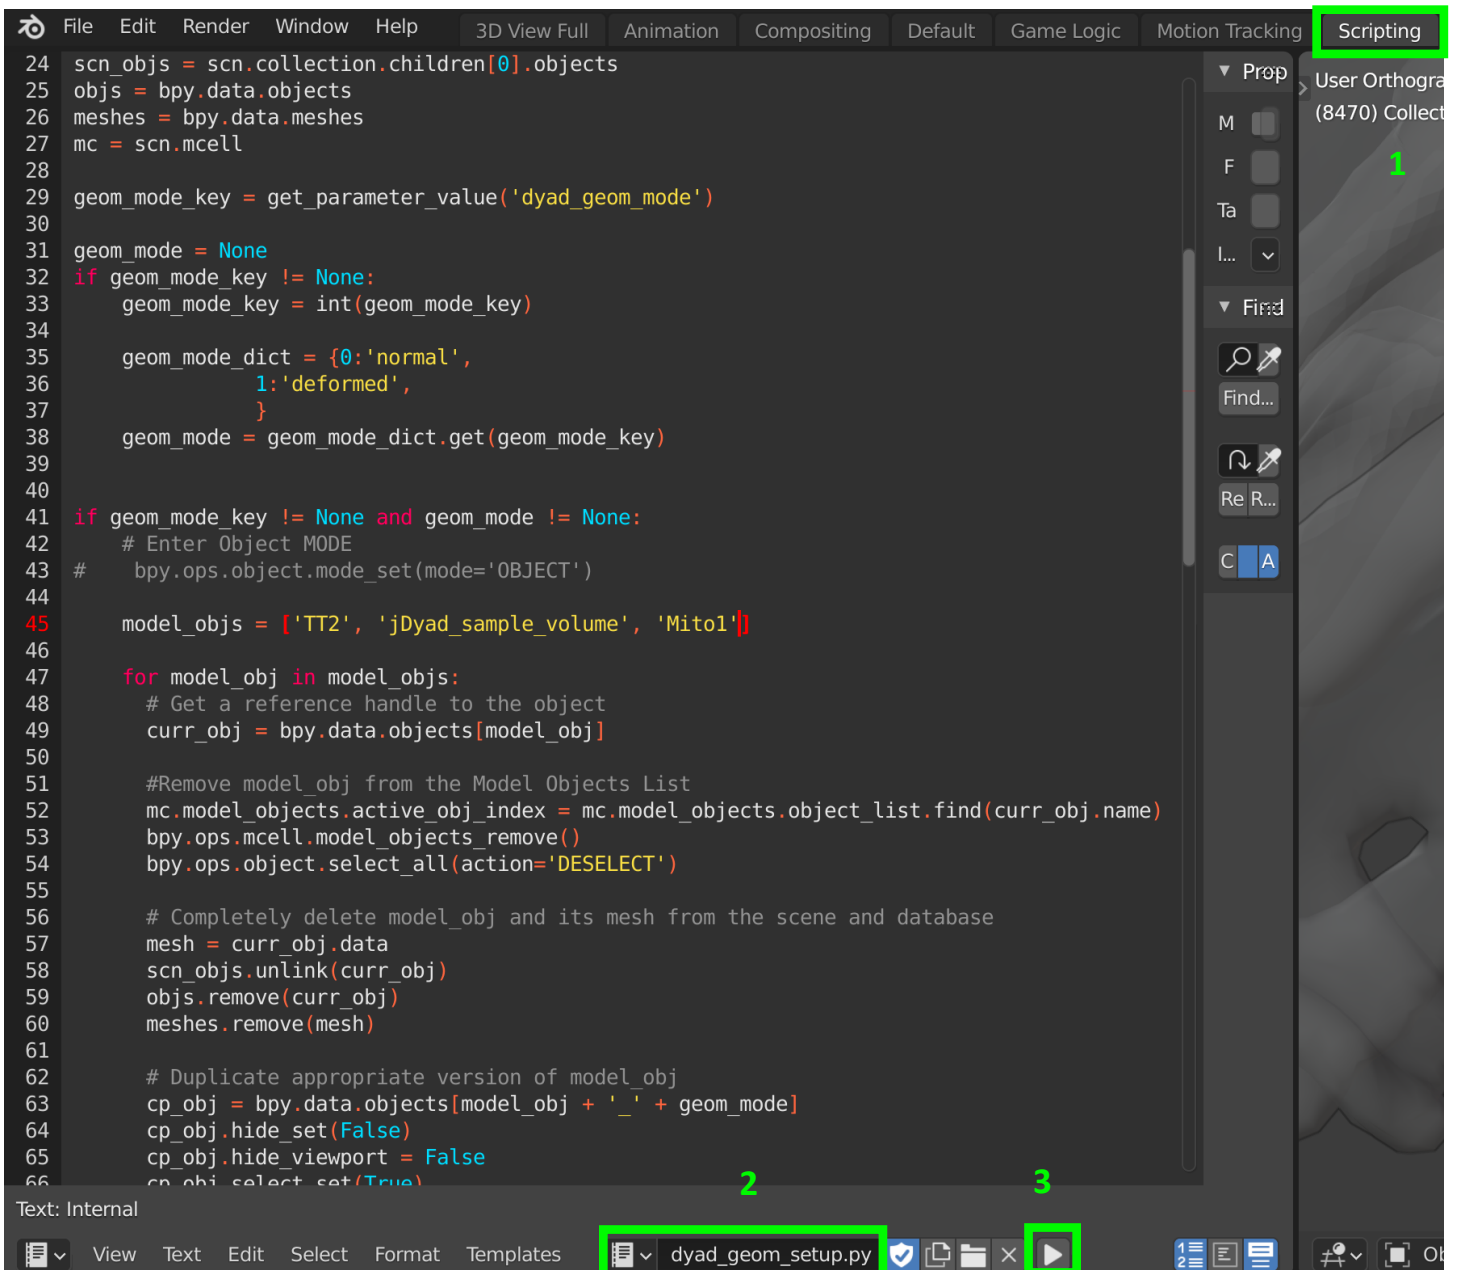 File Edit Render Window Help 3D View Full Animation Compositing Default Game Logic Motion Tracking Scripting
24 scn_objs = scn.collection.children[0].objects
25 objs = bpy.data.objects
26 meshes = bpy.data.meshes
27 mc = scn.mcell
28
29 geom_mode_key = get_parameter_value('dyad_geom_mode')
30
31 geom_mode = None
32 if geom_mode_key != None:
33     geom_mode_key = int(geom_mode_key)
34
35     geom_mode_dict = {0:'normal',
36                1:'deformed',
37                }
38     geom_mode = geom_mode_dict.get(geom_mode_key)
39
40
41 if geom_mode_key != None and geom_mode != None:
42     # Enter Object MODE
43 #    bpy.ops.object.mode_set(mode='OBJECT')
44
45     model_objs = ['TT2', 'jDyad_sample_volume', 'Mito1']
46
47     for model_obj in model_objs:
48       # Get a reference handle to the object
49       curr_obj = bpy.data.objects[model_obj]
50
51       #Remove model_obj from the Model Objects List
52       mc.model_objects.active_obj_index = mc.model_objects.object_list.find(curr_obj.name)
53       bpy.ops.mcell.model_objects_remove()
54       bpy.ops.object.select_all(action='DESELECT')
55
56       # Completely delete model_obj and its mesh from the scene and database
57       mesh = curr_obj.data
58       scn_objs.unlink(curr_obj)
59       objs.remove(curr_obj)
60       meshes.remove(mesh)
61
62       # Duplicate appropriate version of model_obj
63       cp_obj = bpy.data.objects[model_obj + '_' + geom_mode]
64       cp_obj.hide_set(False)
65       cp_obj.hide_viewport = False
66       cp_obj.select_set(True)
Prop
M
F
Ta
I...
Find
Find...
Re R...
C A
User Orthogra
(8470) Collect
1
2
3
Text: Internal
View Text Edit Select Format Templates dyad_geom_setup.py Ob